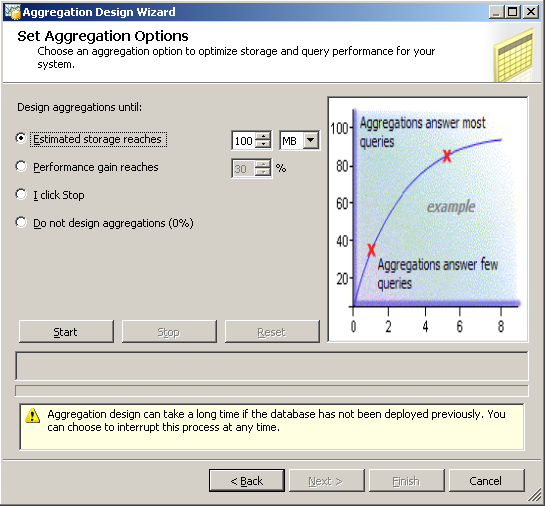 Aggregation Design Wizard
Set Aggregation Options
Choose an aggregation option to optimize storage and query performance for your
system.
Design aggregations until:
Estimated storage reaches
100
MB
Performance gain reaches
30
%
I click Stop
Do not design aggregations (0%)
Start
Stop
Reset
100
80
60
40
20
Aggregations answer most
queries
example
Aggregations answer few
queries
0 2 4 6 8
Aggregation design can take a long time if the database has not been deployed previously. You
can choose to interrupt this process at any time.
< Back
Next >
Finish
Cancel